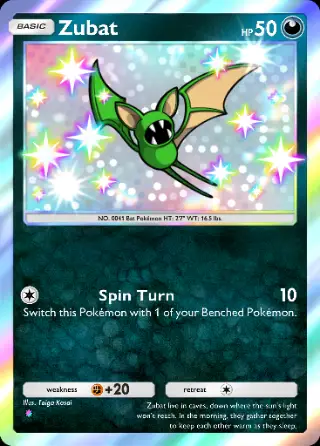 BASIC Zubat HP 50
NO. 0041 Bat Pokémon HT: 2'7" WT: 16.5 lbs.
Spin Turn 10
Switch this Pokémon with 1 of your Benched Pokémon.
weakness +20 retreat
Illus. Taiga Kasai
Zubat live in caves, down where the sun's light
won't reach. In the morning, they gather together
to keep each other warm as they sleep.